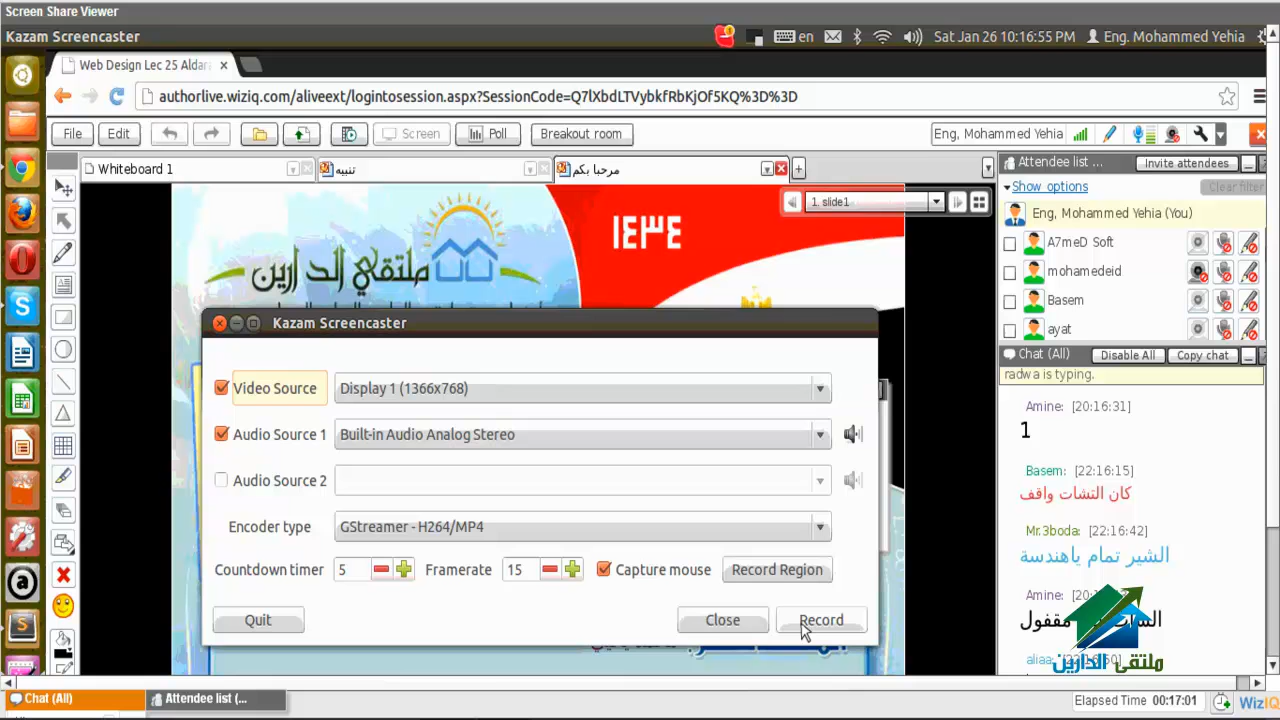 Screen Share Viewer
Kazam Screencaster
en
Sat Jan 26 10:16:55 PM
Eng. Mohammed Yehia
Web Design Lec 25 Aldara
authorlive.wiziq.com/aliveext/logintosession.aspx?SessionCode=Q7lXbdLTVybkfRbKjOf5KQ%3D%3D
File
Edit
Screen
Poll
Breakout room
Eng, Mohammed Yehia
Whiteboard 1
تنبيه
مرحبا بكم
Attendee list ...
Invite attendees
Show options
Clear filter
1. slide1
١٤٣٤
ملتقي الدارين
Eng, Mohammed Yehia (You)
A7meD Soft
mohamedeid
Basem
ayat
Kazam Screencaster
Video Source
Display 1 (1366x768)
Audio Source 1
Built-in Audio Analog Stereo
Audio Source 2
Encoder type
GStreamer - H264/MP4
Countdown timer
5
Framerate
15
Capture mouse
Record Region
Quit
Close
Record
Chat (All)
Disable All
Copy chat
radwa is typing.
Amine: [20:16:31]
1
Basem: [22:16:15]
كان التشات واقف
Mr.3boda: [22:16:42]
الشير تمام ياهندسة
Amine:
مقفول
aliaa:
ملتقى الدارين
Chat (All)
Attendee list (...
Elapsed Time 00:17:01
WizIQ